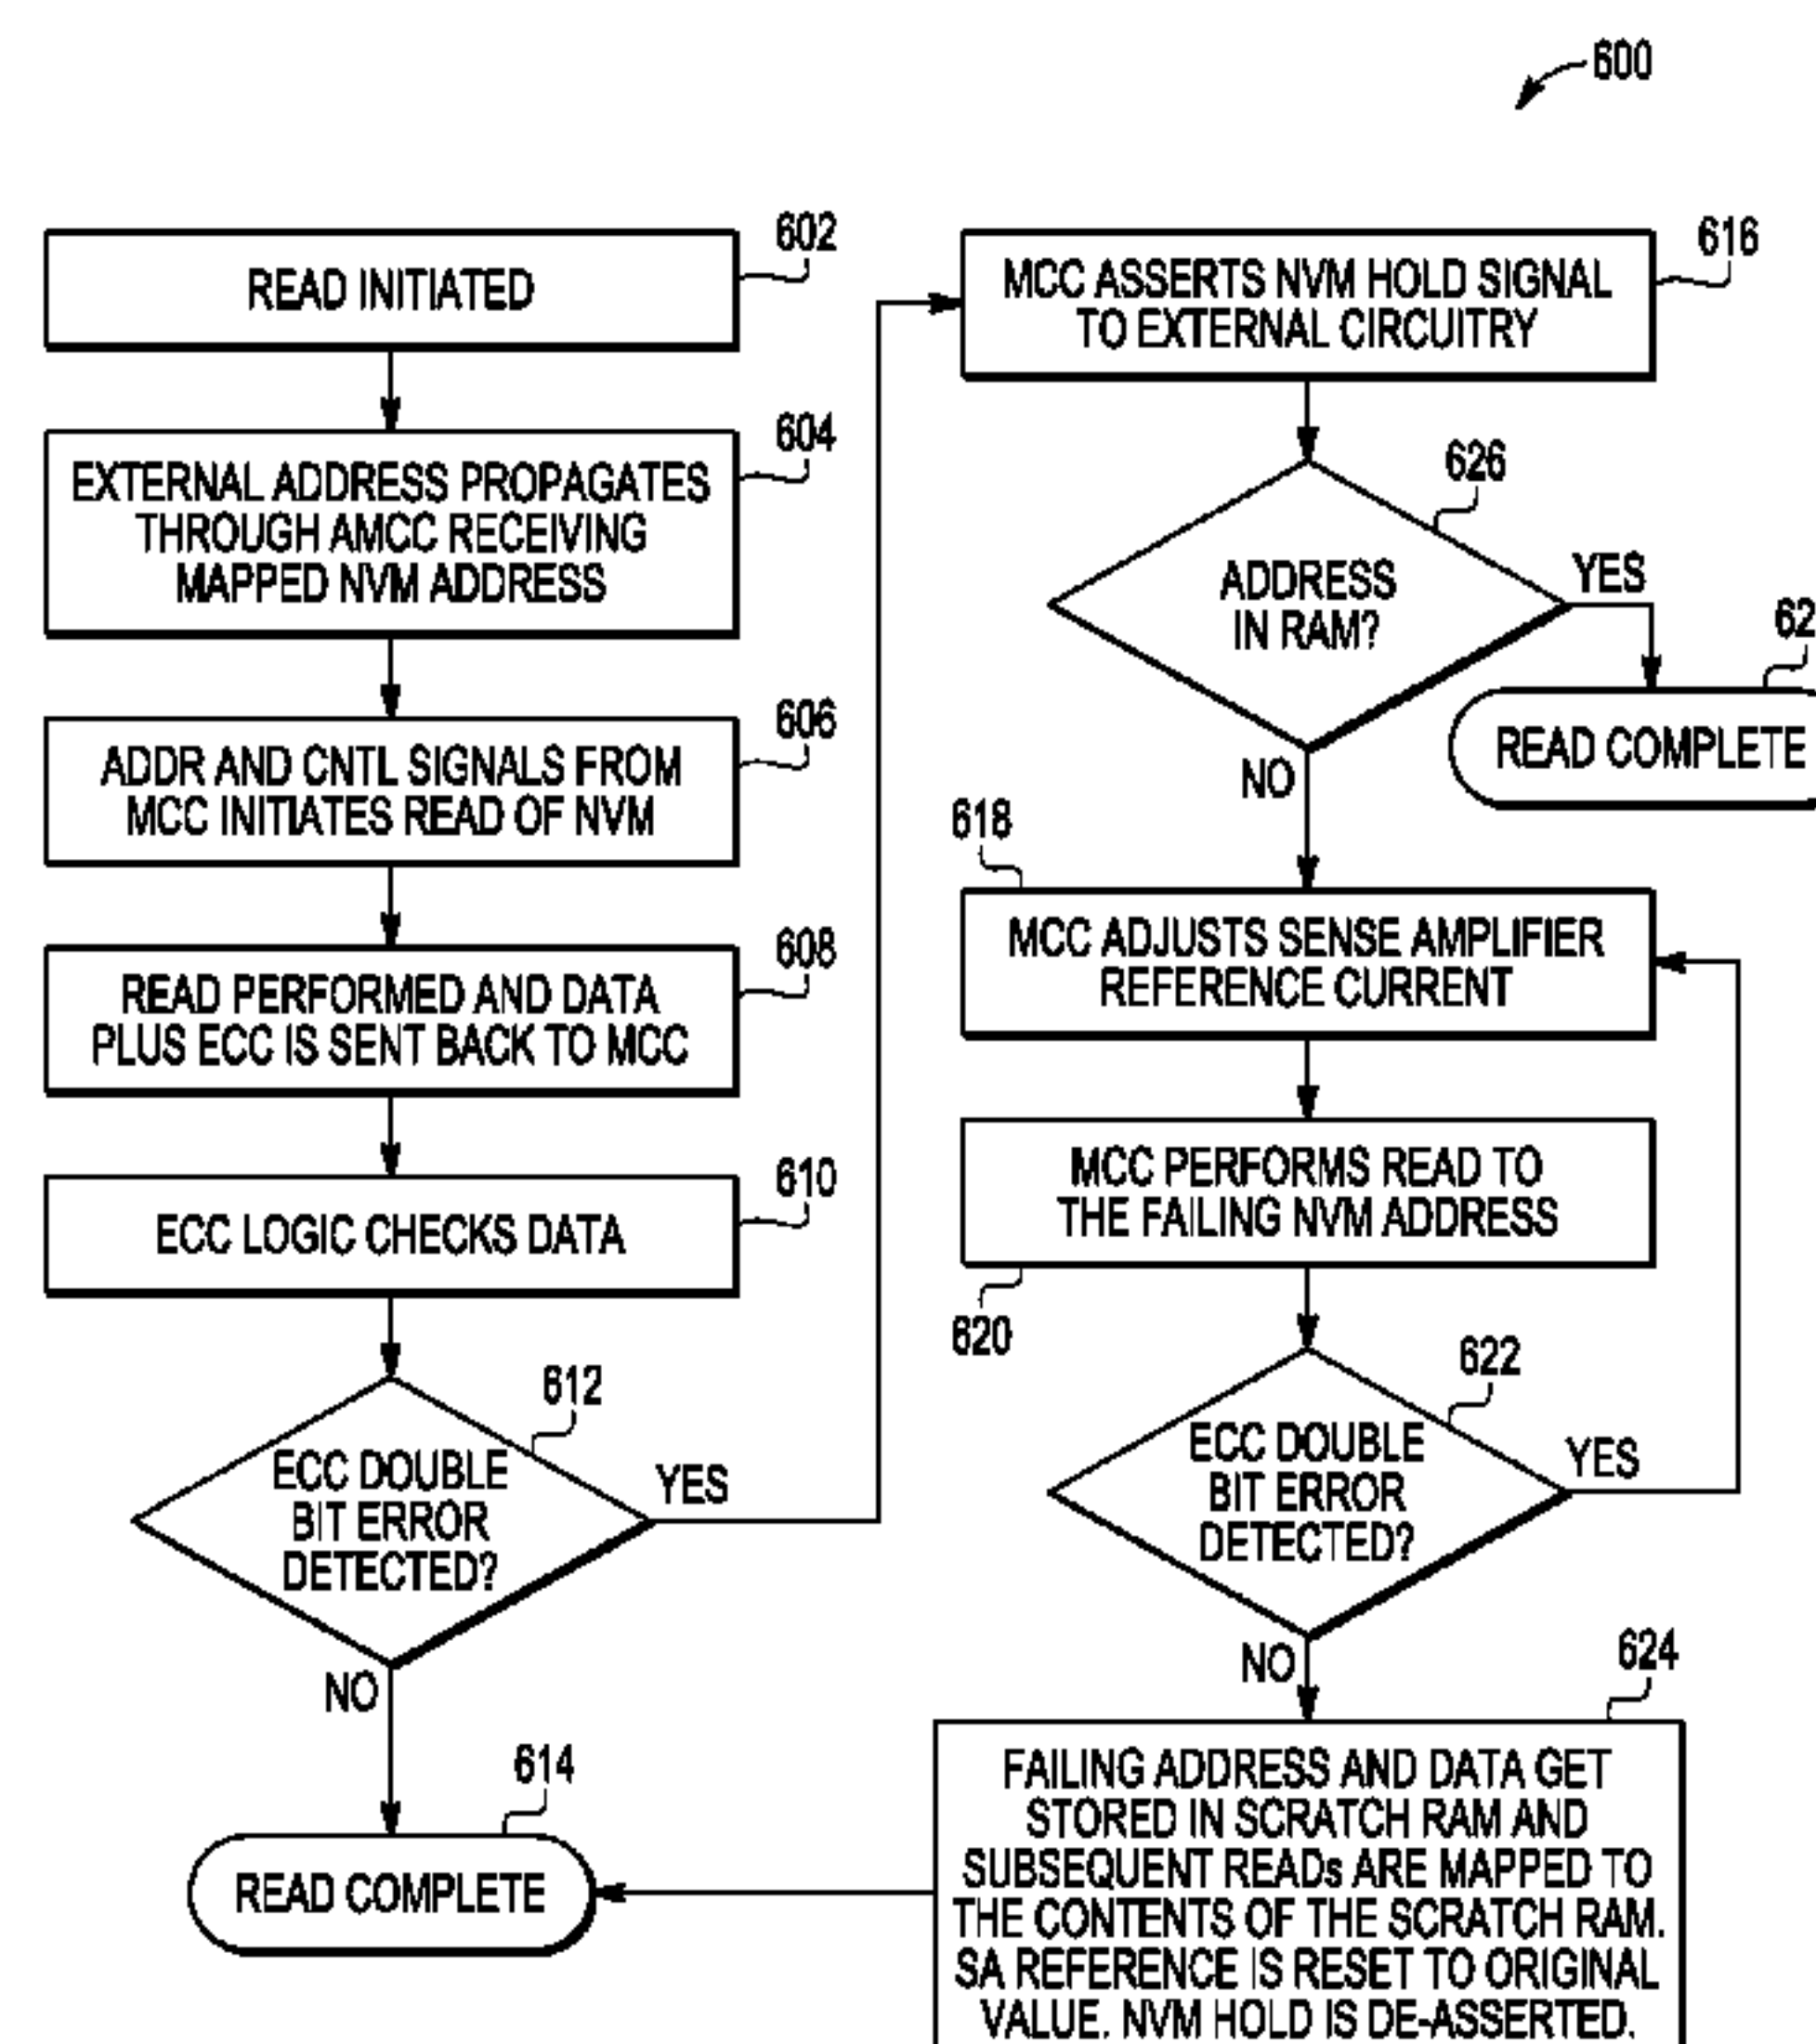 600
READ INITIATED
602
EXTERNAL ADDRESS PROPAGATES
THROUGH AMCC RECEIVING
MAPPED NVM ADDRESS
604
ADDR AND CNTL SIGNALS FROM
MCC INITIATES READ OF NVM
606
READ PERFORMED AND DATA
PLUS ECC IS SENT BACK TO MCC
608
ECC LOGIC CHECKS DATA
610
612
ECC DOUBLE
BIT ERROR
DETECTED?
YES
NO
614
READ COMPLETE
MCC ASSERTS NVM HOLD SIGNAL
TO EXTERNAL CIRCUITRY
616
626
ADDRESS
IN RAM?
YES
62
READ COMPLETE
NO
618
MCC ADJUSTS SENSE AMPLIFIER
REFERENCE CURRENT
MCC PERFORMS READ TO
THE FAILING NVM ADDRESS
620
622
ECC DOUBLE
BIT ERROR
DETECTED?
YES
NO
624
FAILING ADDRESS AND DATA GET
STORED IN SCRATCH RAM AND
SUBSEQUENT READs ARE MAPPED TO
THE CONTENTS OF THE SCRATCH RAM.
SA REFERENCE IS RESET TO ORIGINAL
VALUE. NVM HOLD IS DE-ASSERTED.